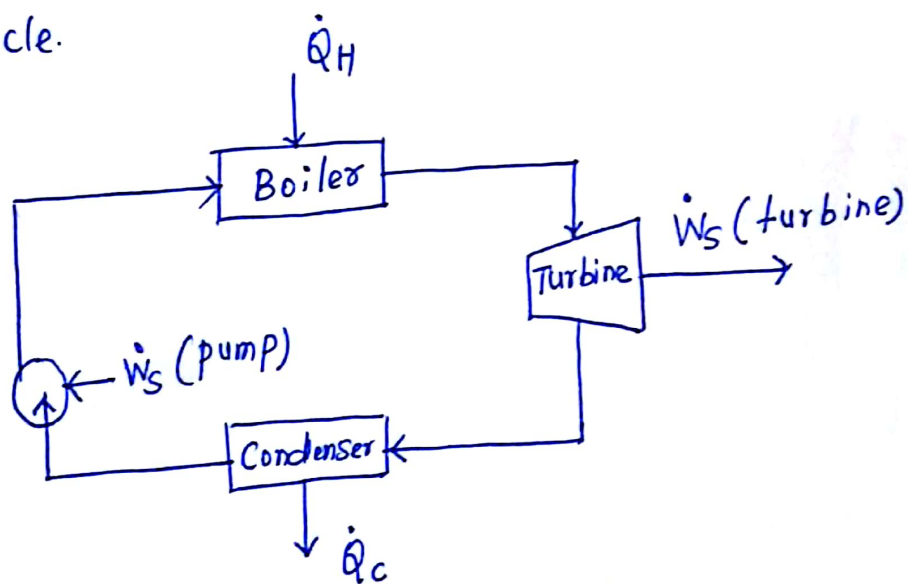 cle.
Q̇H
Boiler
Ẇs (turbine)
Turbine
Ẇs (pump)
Condenser
Q̇c